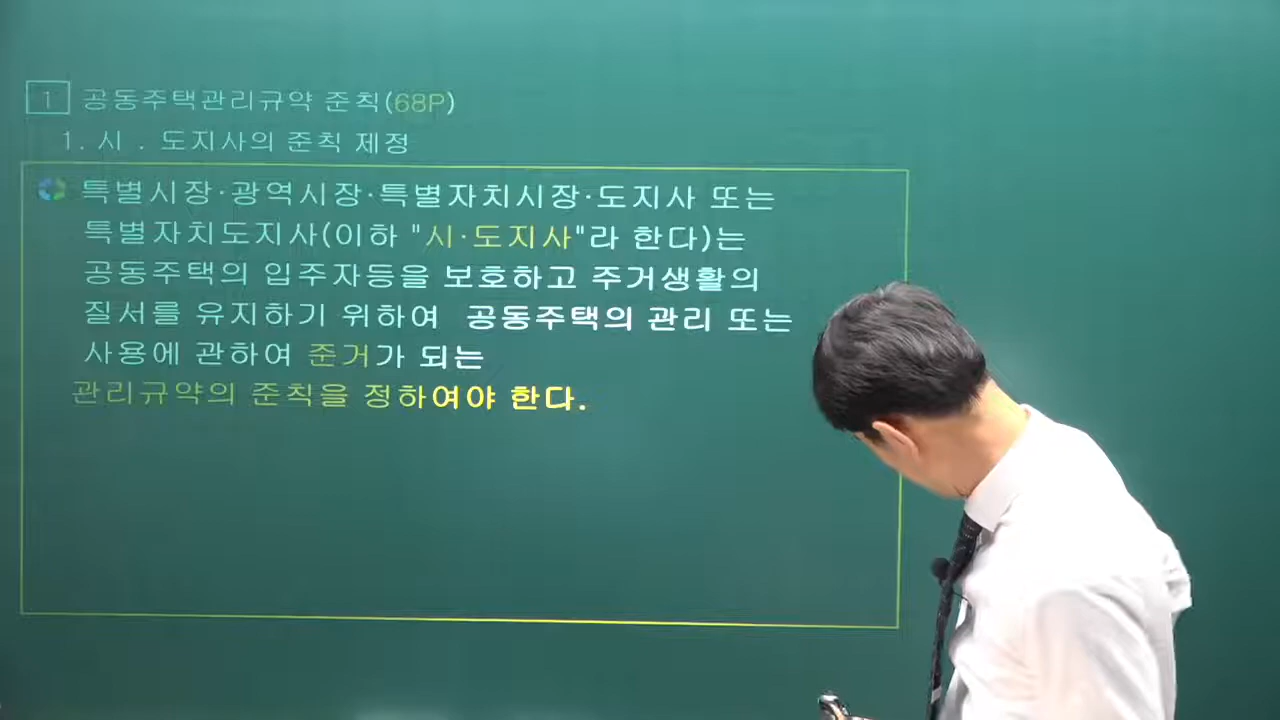 1 공동주택관리규약 준칙(68P)
1. 시 . 도지사의 준칙 제정
특별시장·광역시장·특별자치시장·도지사 또는
특별자치도지사(이하 "시·도지사"라 한다)는
공동주택의 입주자등을 보호하고 주거생활의
질서를 유지하기 위하여 공동주택의 관리 또는
사용에 관하여 준거가 되는
관리규약의 준칙을 정하여야 한다.